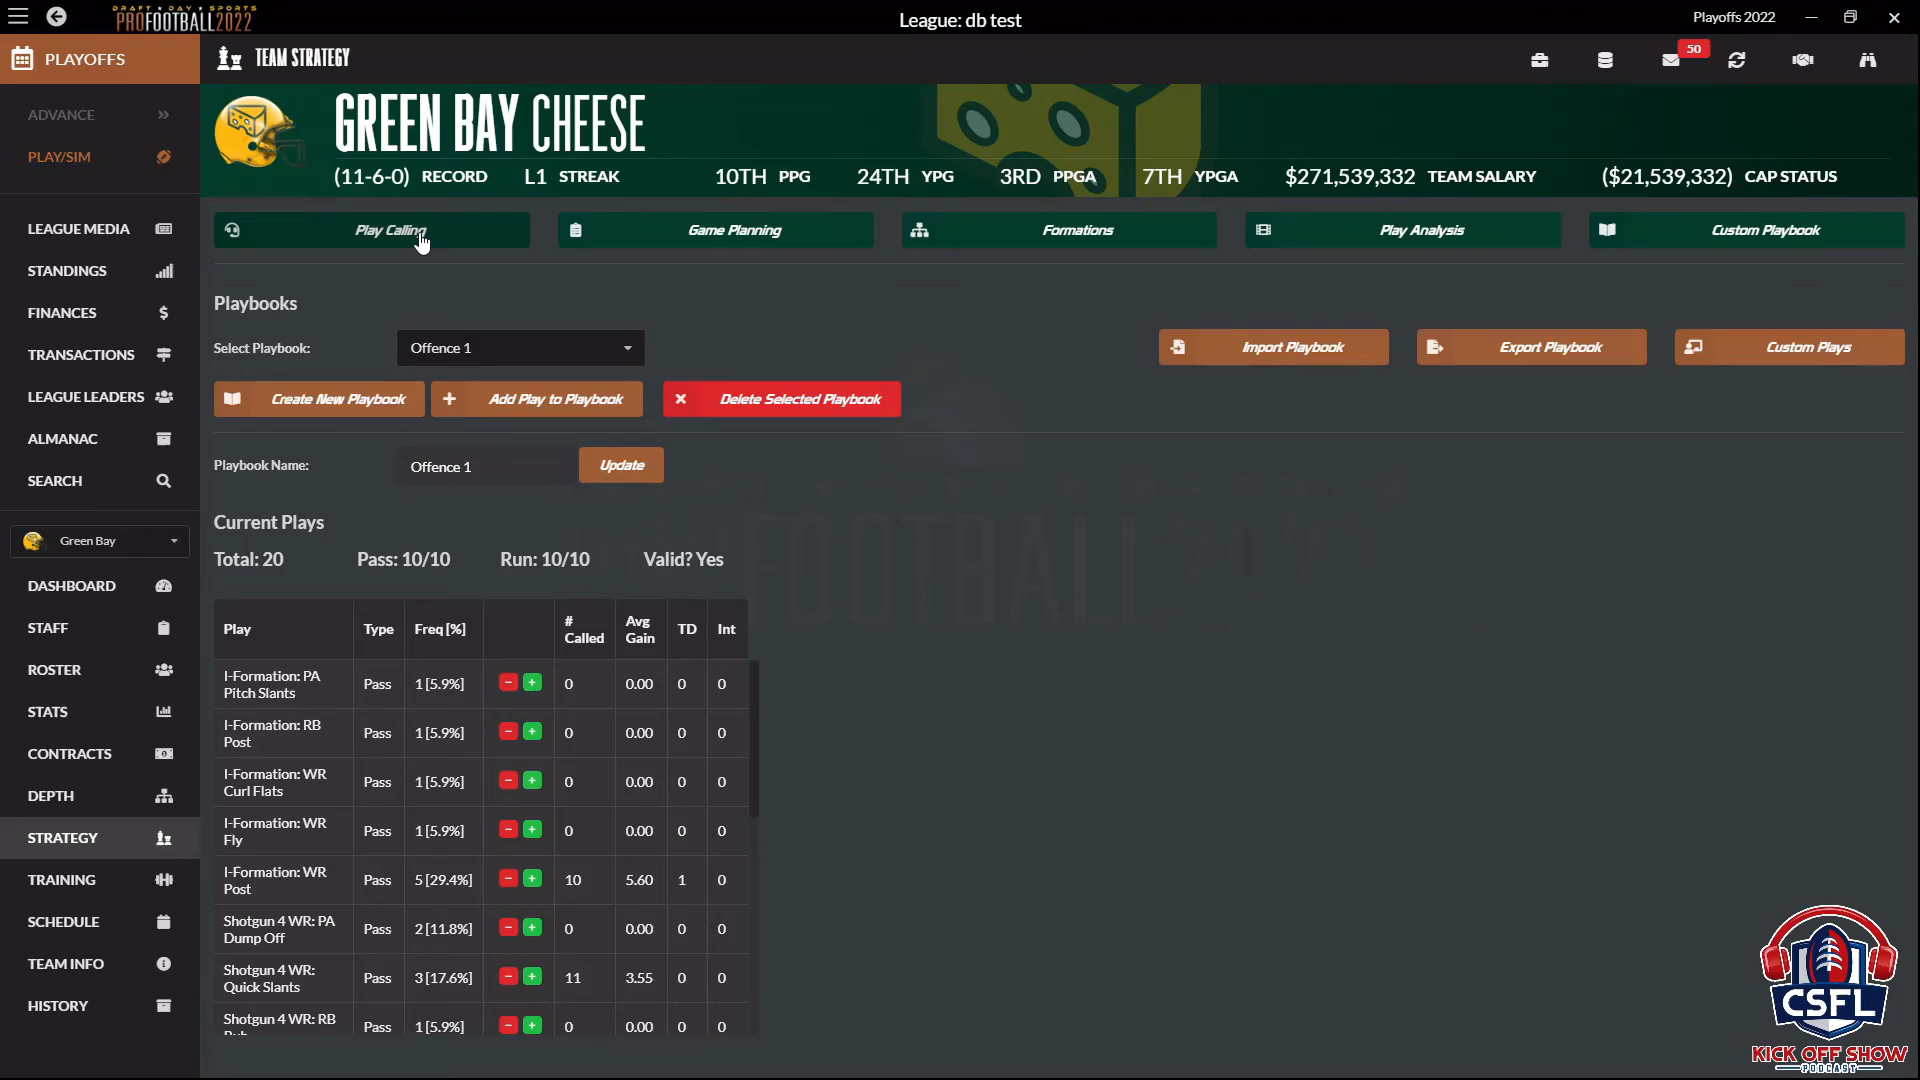 DRAFT DAY SPORTS
PROFOOTBALL2022
League: db test
Playoffs 2022
PLAYOFFS
TEAM STRATEGY
50
ADVANCE
PLAY/SIM
GREEN BAY CHEESE
(11-6-0) RECORD L1 STREAK 10TH PPG 24TH YPG 3RD PPGA 7TH YPGA $271,539,332 TEAM SALARY ($21,539,332) CAP STATUS
LEAGUE MEDIA
STANDINGS
FINANCES
TRANSACTIONS
LEAGUE LEADERS
ALMANAC
SEARCH
Green Bay
DASHBOARD
STAFF
ROSTER
STATS
CONTRACTS
DEPTH
STRATEGY
TRAINING
SCHEDULE
TEAM INFO
HISTORY
Play Calling Game Planning Formations Play Analysis Custom Playbook
Playbooks
Select Playbook: Offence 1 Import Playbook Export Playbook Custom Plays
Create New Playbook Add Play to Playbook Delete Selected Playbook
Playbook Name: Offence 1 Update
Current Plays
Total: 20 Pass: 10/10 Run: 10/10 Valid? Yes
Play Type Freq [%] # Called Avg Gain TD Int
I-Formation: PA Pitch Slants Pass 1 [5.9%] 0 0.00 0 0
I-Formation: RB Post Pass 1 [5.9%] 0 0.00 0 0
I-Formation: WR Curl Flats Pass 1 [5.9%] 0 0.00 0 0
I-Formation: WR Fly Pass 1 [5.9%] 0 0.00 0 0
I-Formation: WR Post Pass 5 [29.4%] 10 5.60 1 0
Shotgun 4 WR: PA Dump Off Pass 2 [11.8%] 0 0.00 0 0
Shotgun 4 WR: Quick Slants Pass 3 [17.6%] 11 3.55 0 0
Shotgun 4 WR: RB Pass 1 [5.9%] 0 0.00 0 0
PROFOOTBALL2022
CSFL
KICK OFF SHOW
PODCAST